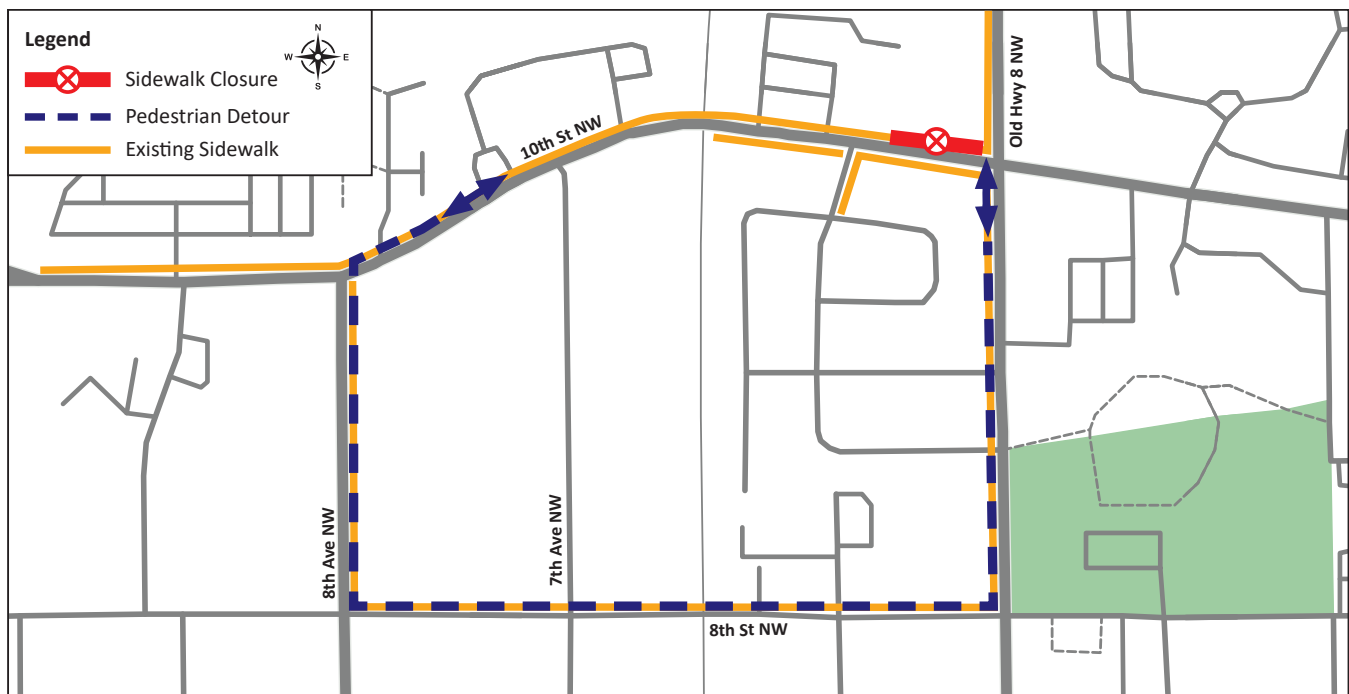 Legend
N
W E
S
Sidewalk Closure
Pedestrian Detour
Existing Sidewalk
10th St NW
Old Hwy 8 NW
8th Ave NW
7th Ave NW
8th St NW